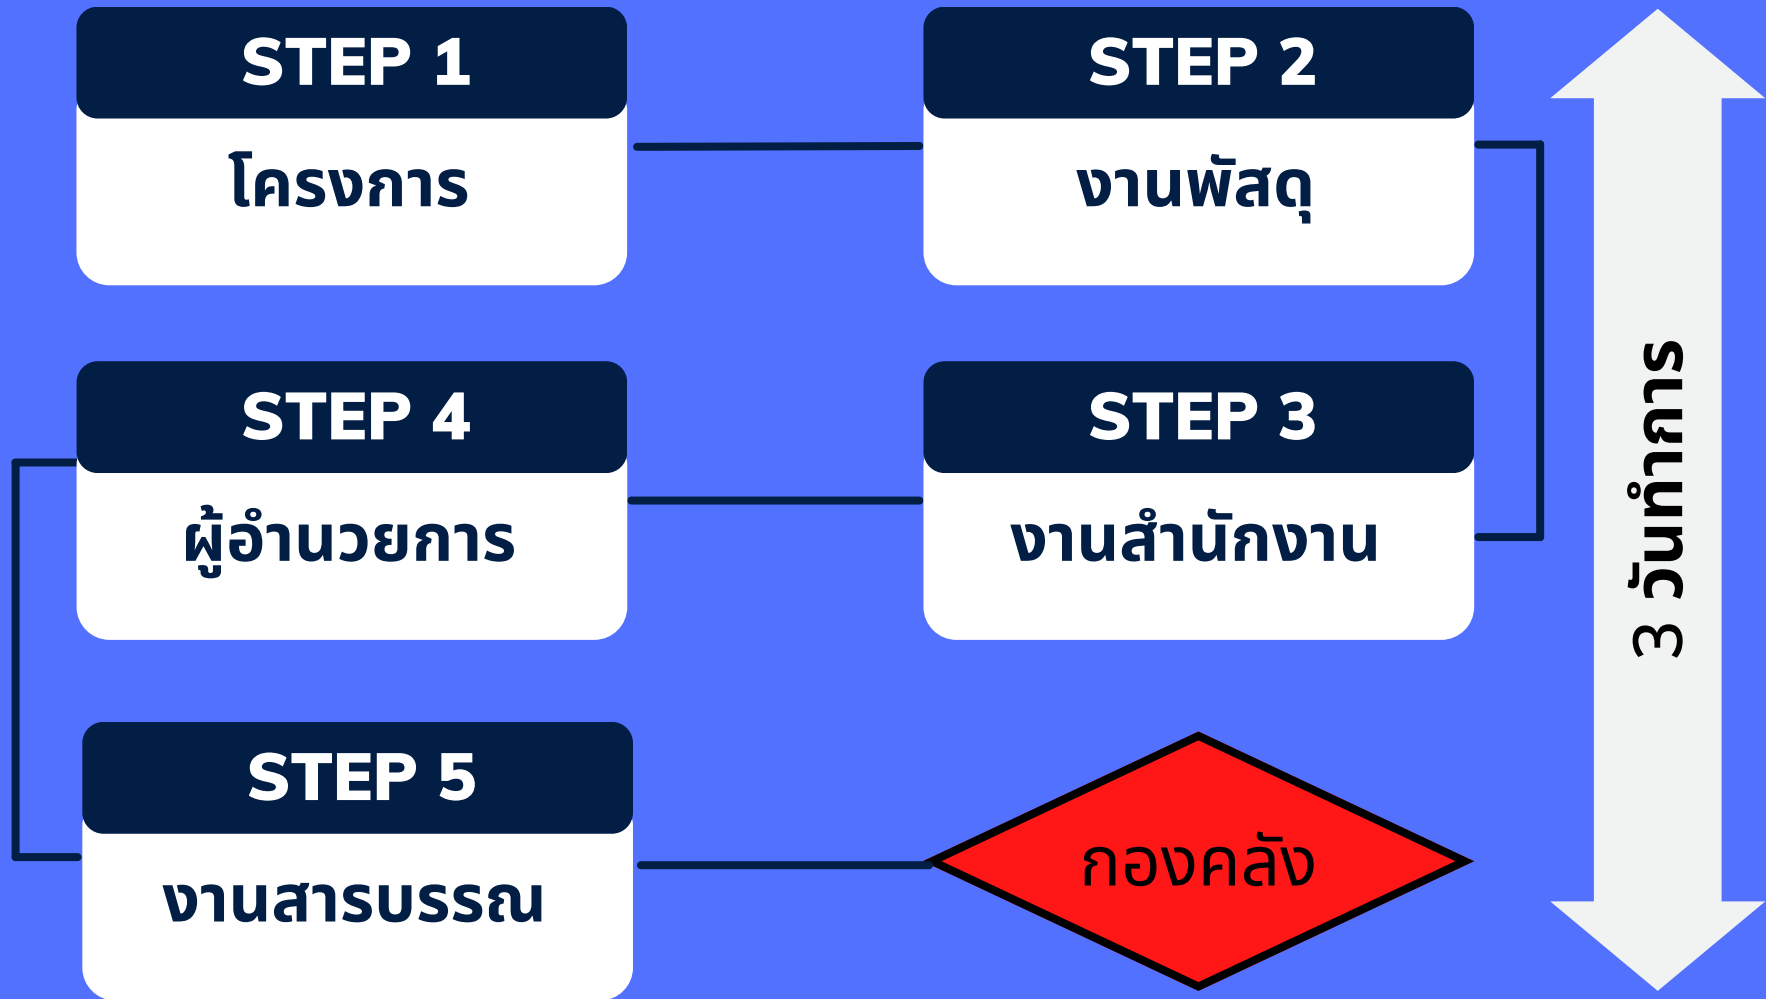 STEP 1
โครงการ
STEP 2
งานพัสดุ
STEP 3
งานสำนักงาน
STEP 4
ผู้อำนวยการ
STEP 5
งานสารบรรณ
กองคลัง
3 วันทำการ